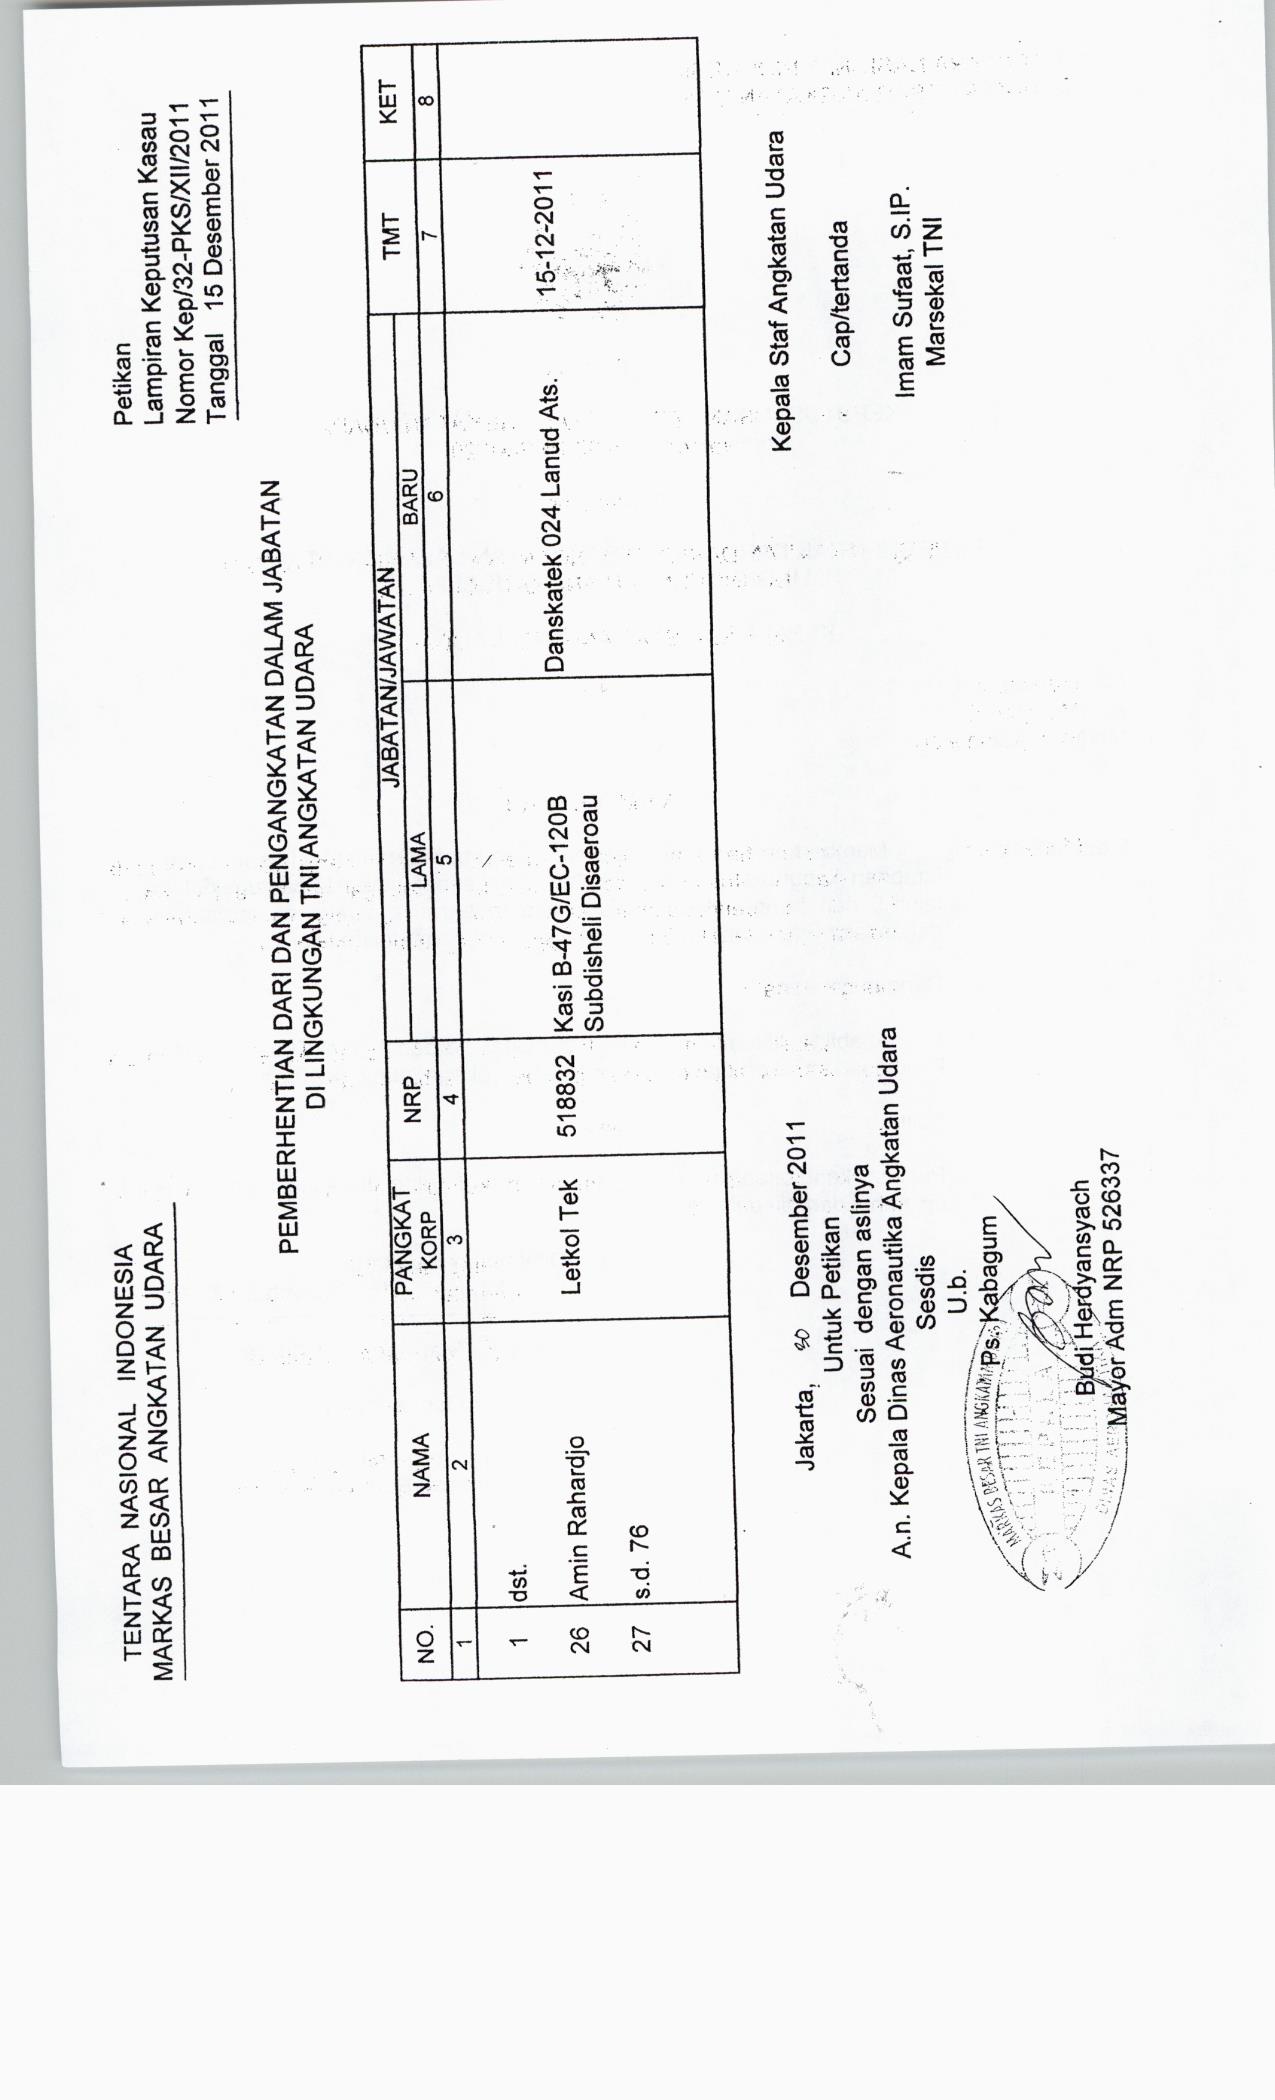 TENTARA NASIONAL INDONESIA
MARKAS BESAR ANGKATAN UDARA
Petikan
Lampiran Keputusan Kasau
Nomor Kep/32-PKS/XII/2011
Tanggal 15 Desember 2011
PEMBERHENTIAN DARI DAN PENGANGKATAN DALAM JABATAN
DI LINGKUNGAN TNI ANGKATAN UDARA
NO. NAMA PANGKAT KORP NRP JABATAN/JAWATAN TMT KET
LAMA BARU
1 2 3 4 5 6 7 8
1 dst.
26 Amin Rahardjo Letkol Tek 518832 Kasi B-47G/EC-120B Danskatek 024 Lanud Ats. 15-12-2011
Subdisheli Disaeroau
27 s.d. 76
Jakarta, 30 Desember 2011
Untuk Petikan
Sesuai dengan aslinya
A.n. Kepala Dinas Aeronautika Angkatan Udara
Sesdis
U.b.
Ps. Kabagum
MARKAS BESAR TNI ANGKATAN
KEPALA
DINAS
Budi Herdyansyach
Mayor Adm NRP 526337
Kepala Staf Angkatan Udara
Cap/tertanda
Imam Sufaat, S.IP.
Marsekal TNI